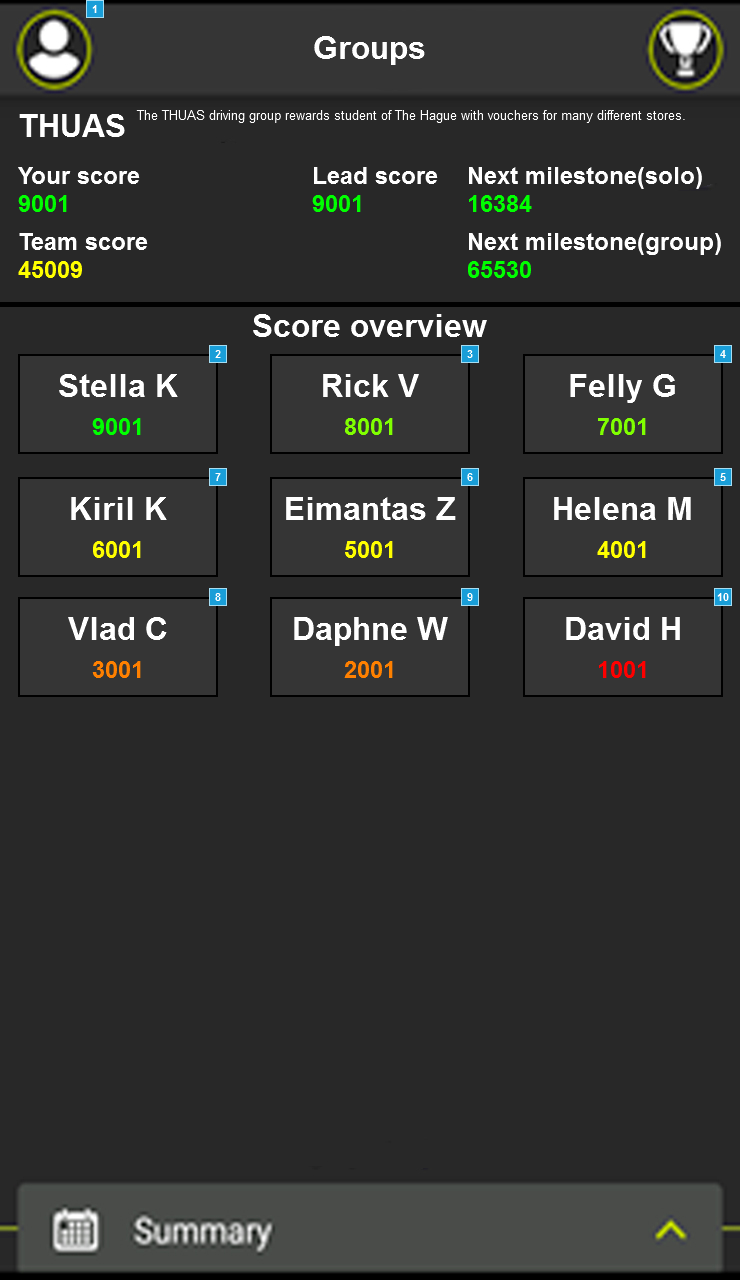 1
Groups
THUAS The THUAS driving group rewards student of The Hague with vouchers for many different stores.
Your score Lead score Next milestone(solo)
9001 9001 16384
Team score Next milestone(group)
45009 65530
Score overview
2 3 4
Stella K Rick V Felly G
9001 8001 7001
7 6 5
Kiril K Eimantas Z Helena M
6001 5001 4001
8 9 10
Vlad C Daphne W David H
3001 2001 1001
Summary